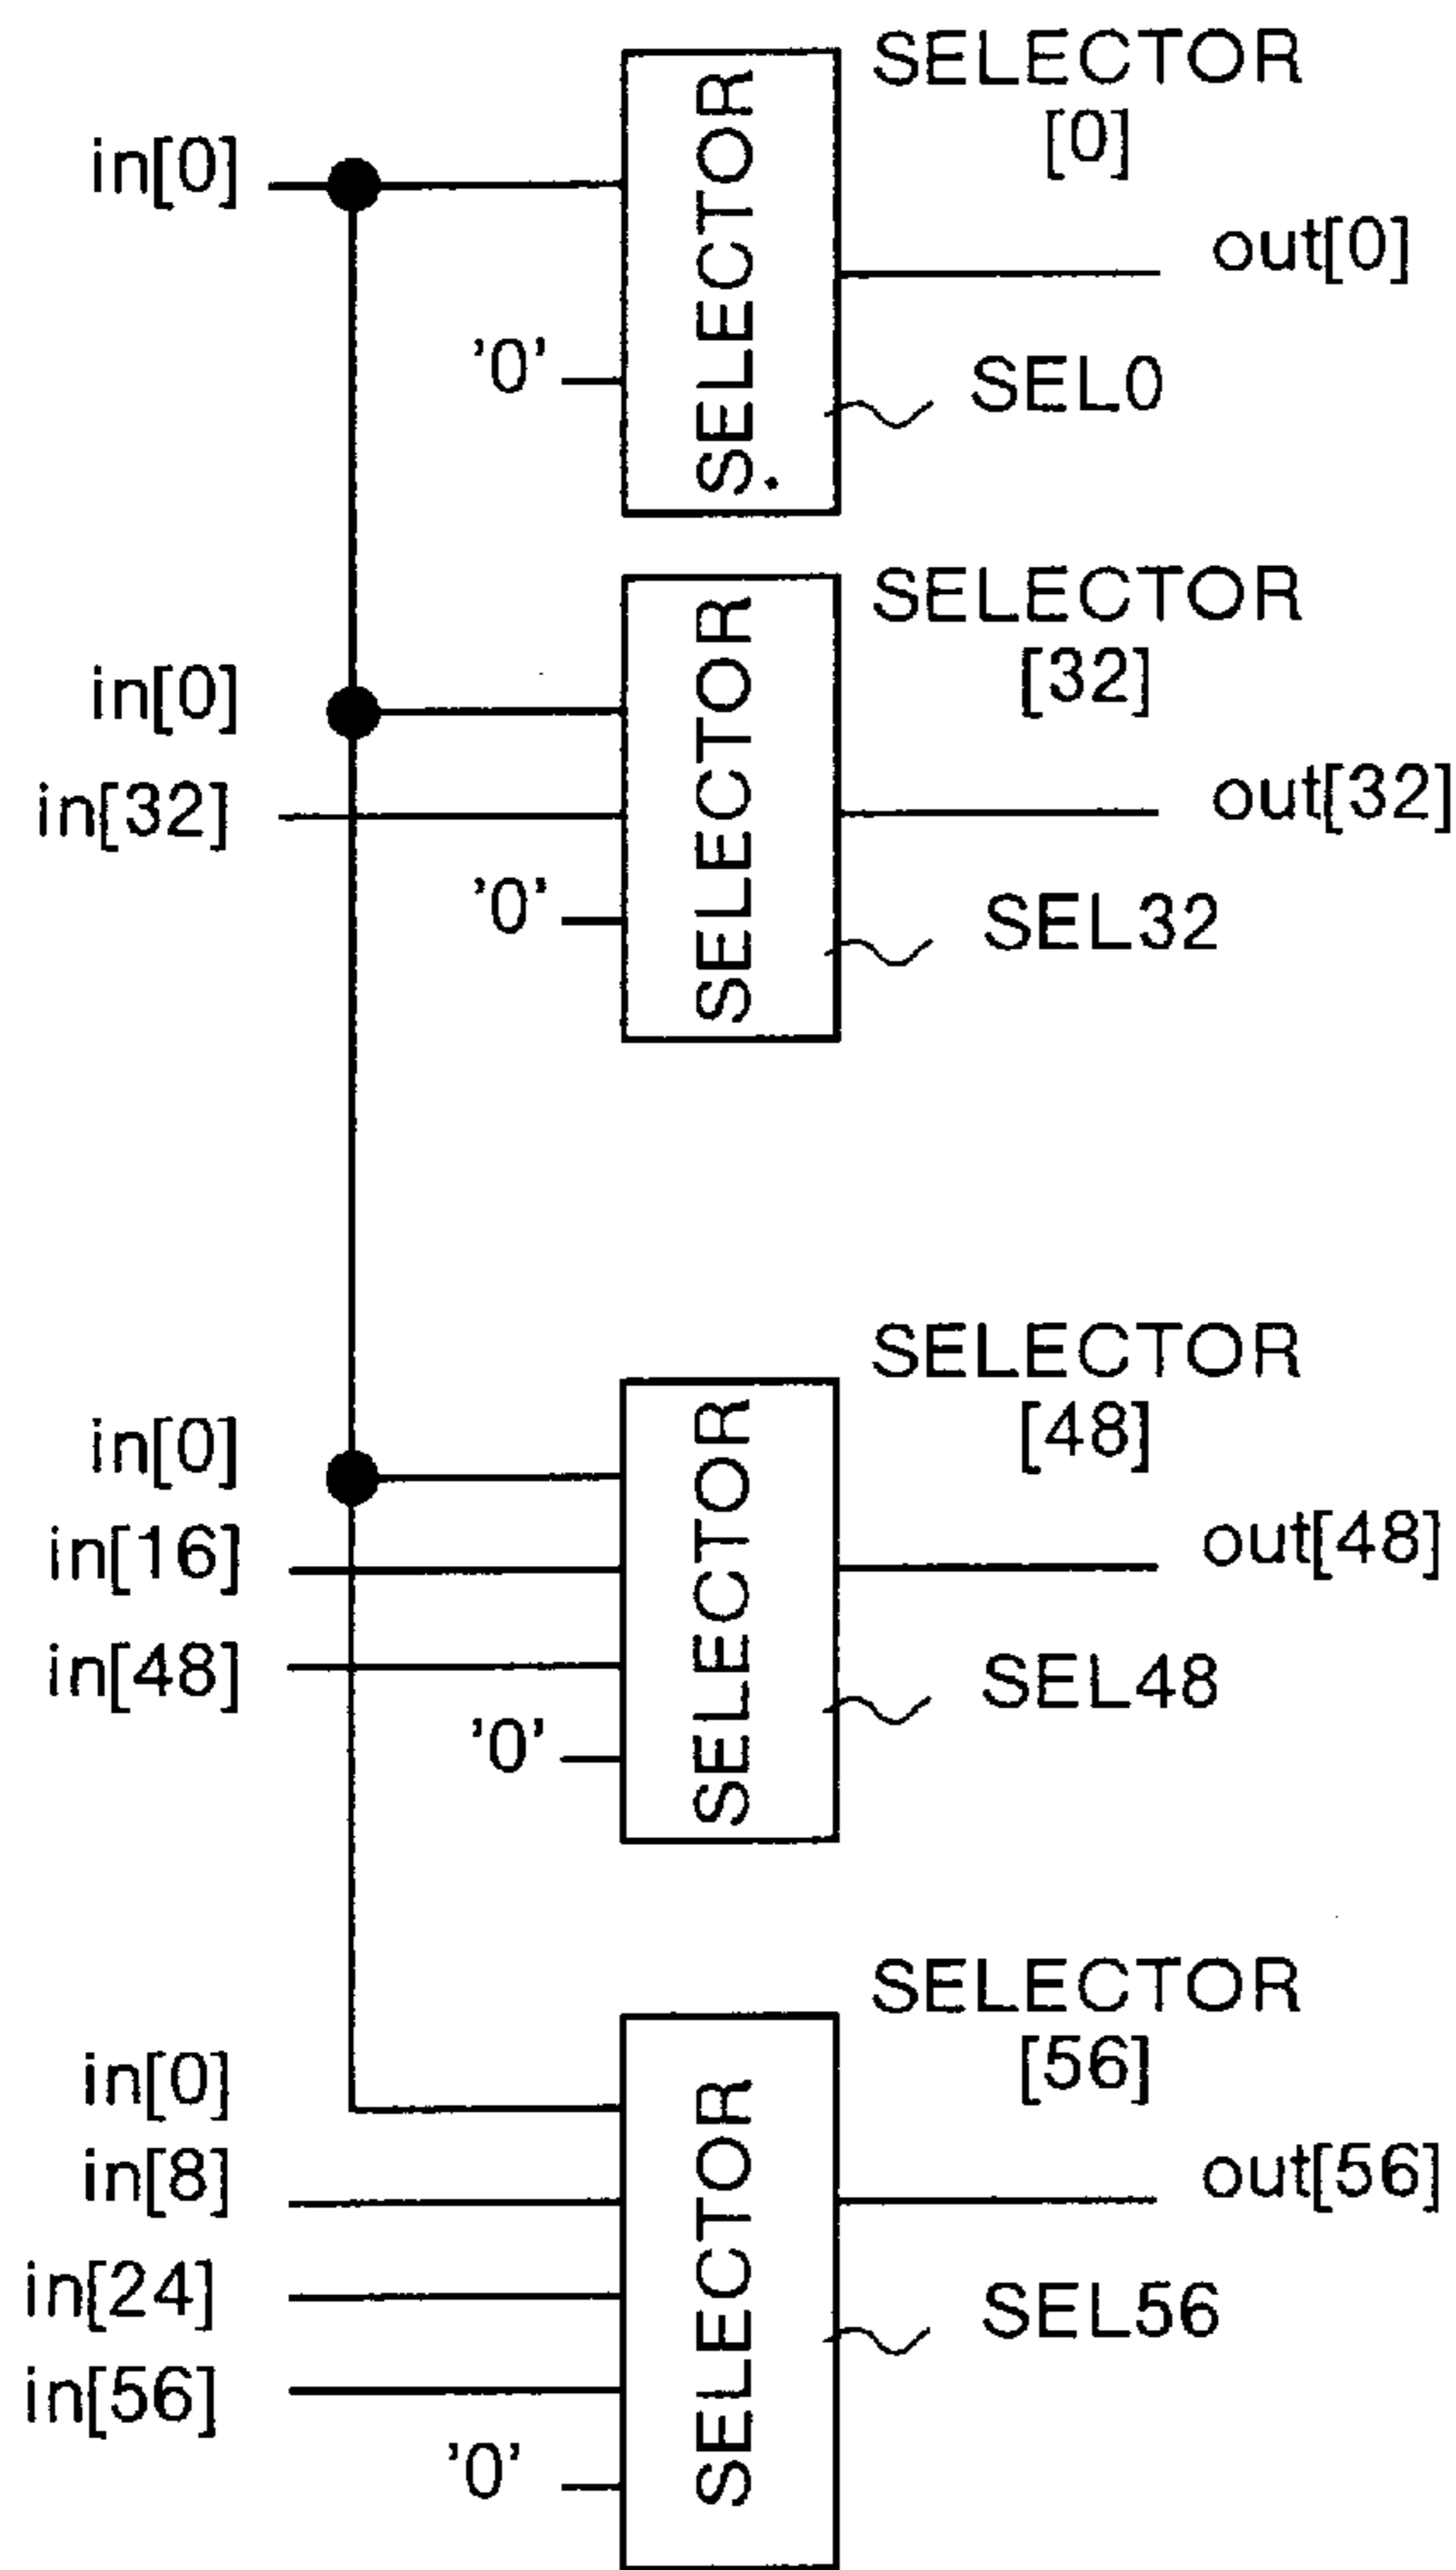 SELECTOR
[0]
in[0]
SELECTOR
out[0]
'0'
SEL0
SELECTOR
[32]
in[0]
SELECTOR
in[32]
out[32]
'0'
SEL32
SELECTOR
[48]
in[0]
SELECTOR
in[16]
out[48]
in[48]
SEL48
'0'
SELECTOR
[56]
in[0]
SELECTOR
in[8]
out[56]
in[24]
SEL56
in[56]
'0'